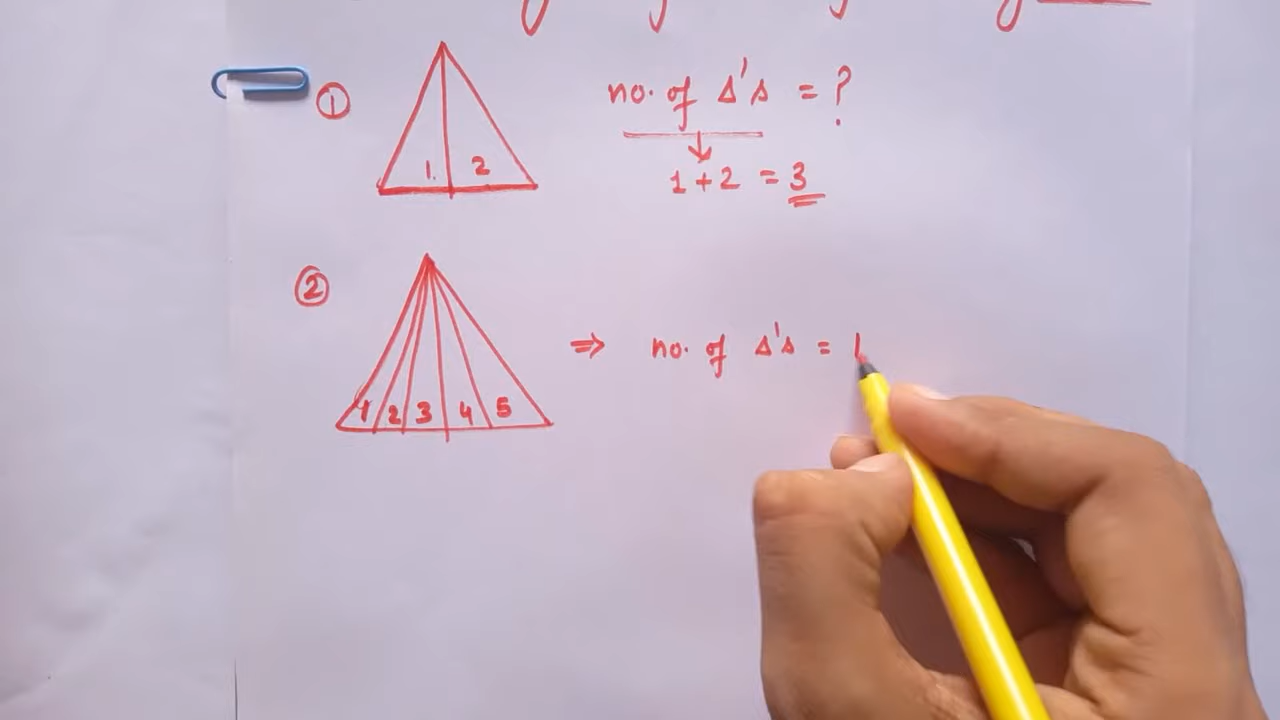 ①
1. 2
no. of Δ's = ?
1 + 2 = 3
②
1 2 3 4 5
⇒ no. of Δ's = 1